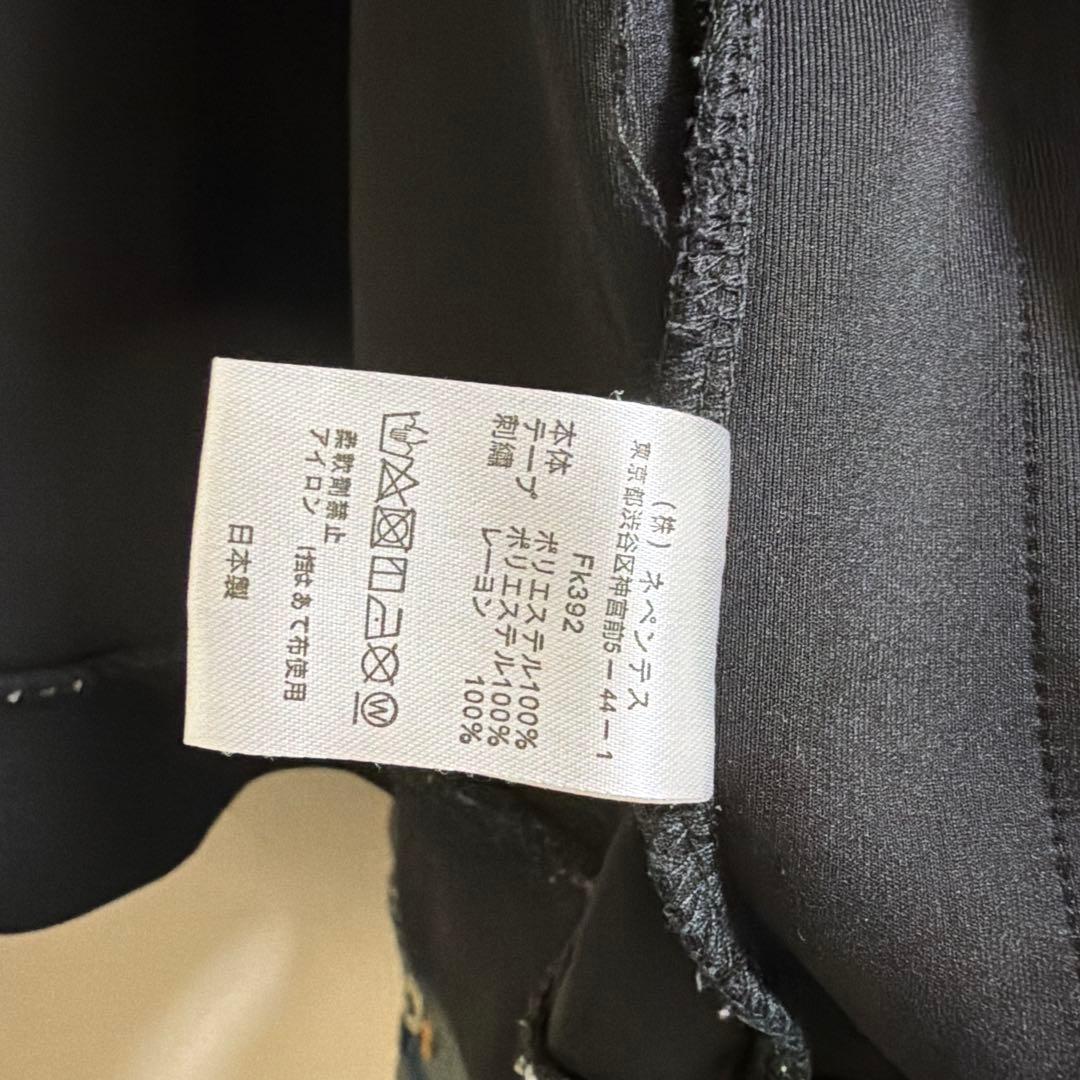 (株) ネペンテス
東京都渋谷区神宮前5-44-1
Fk392
本体 ポリエステル100%
テープ ポリエステル100%
刺繍 レーヨン 100%
W
柔軟剤禁止
アイロン掛はあて布使用
日本製